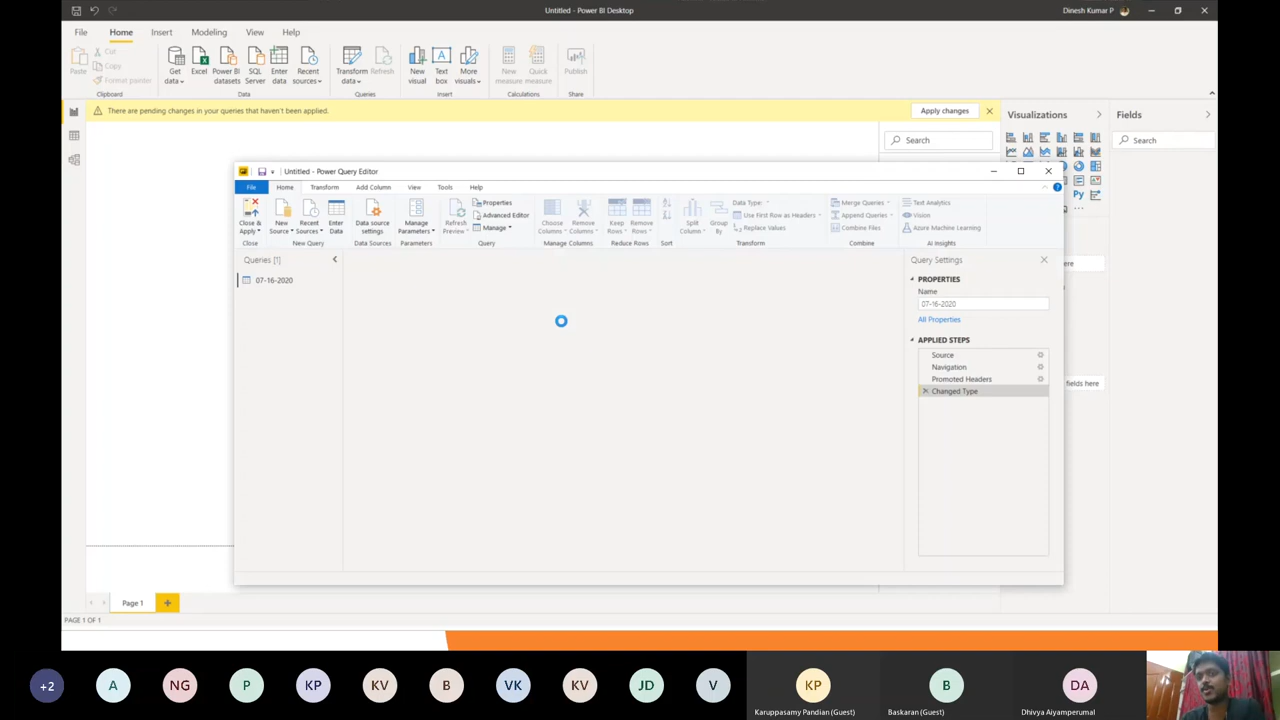 Untitled - Power BI Desktop
Dinesh Kumar P
File Home Insert Modeling View Help
Paste
Cut
Copy
Format painter
Get data
Excel
Power BI datasets
SQL Server
Enter data
Recent sources
Transform data
Refresh
New visual
Text box
More visuals
New measure
Quick measure
Publish
Clipboard Data Queries Insert Calculations Share
There are pending changes in your queries that haven't been applied.
Apply changes
Visualizations
Fields
Search
Search
Untitled - Power Query Editor
File Home Transform Add Column View Tools Help
Close & Apply
New Source
Recent Sources
Enter Data
Data source settings
Manage Parameters
Refresh Preview
Properties
Advanced Editor
Manage
Choose Columns
Remove Columns
Keep Rows
Remove Rows
Split Column
Group By
Data Type:
Use First Row as Headers
Replace Values
Merge Queries
Append Queries
Combine Files
Text Analytics
Vision
Azure Machine Learning
Close New Query Data Sources Parameters Query Manage Columns Reduce Rows Sort Transform Combine AI Insights
Queries [1]
07-16-2020
Query Settings
PROPERTIES
Name
07-16-2020
All Properties
APPLIED STEPS
Source
Navigation
Promoted Headers
Changed Type
Py
here
fields here
Page 1
PAGE 1 OF 1
+2 A NG P KP KV B VK KV JD V KP B DA
Karuppasamy Pandian (Guest) Baskaran (Guest) Dhivya Aiyamperumal